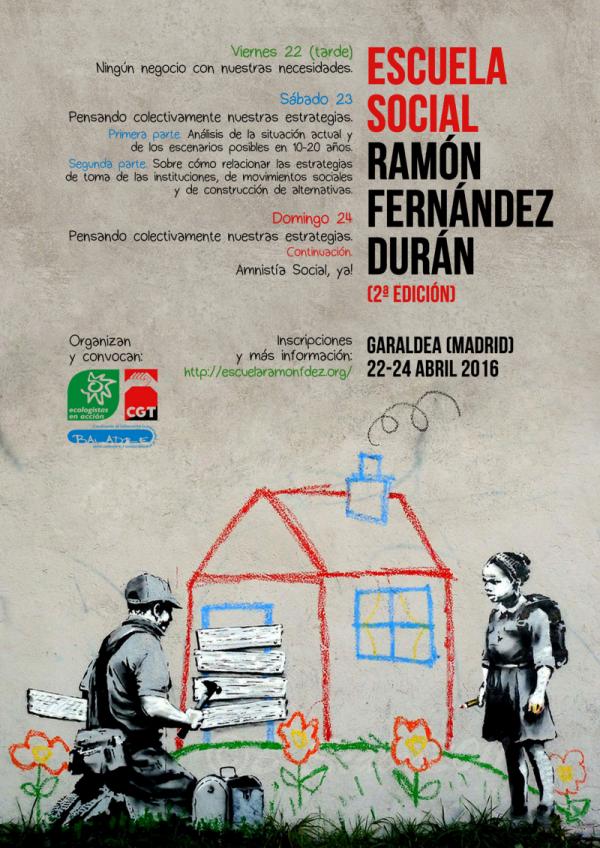 Viernes 22 (tarde)
Ningún negocio con nuestras necesidades.
Sábado 23
Pensando colectivamente nuestras estrategias.
Primera parte. Análisis de la situación actual y
de los escenarios posibles en 10-20 años.
Segunda parte. Sobre cómo relacionar las estrategias
de toma de las instituciones, de movimientos sociales
y de construcción de alternativas.
Domingo 24
Pensando colectivamente nuestras estrategias.
Continuación.
Amnistía Social, ya!
ESCUELA
SOCIAL
RAMÓN
FERNÁNDEZ
DURÁN
(2ª EDICIÓN)
Organizan
y convocan:
ecologistas
en acción
CGT
BALADRE
Inscripciones
y más información:
http://escuelaramonfdez.org/
GARALDEA (MADRID)
22-24 ABRIL 2016